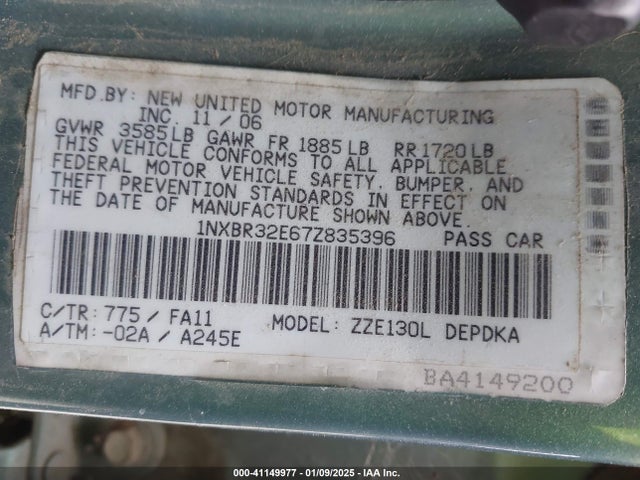 MFD.BY: NEW UNITED MOTOR MANUFACTURING
INC. 11/06
GVWR 3585LB GAWR FR 1885LB RR1720LB
THIS VEHICLE CONFORMS TO ALL APPLICABLE
FEDERAL MOTOR VEHICLE SAFETY, BUMPER, AND
THEFT PREVENTION STANDARDS IN EFFECT ON
THE DATE OF MANUFACTURE SHOWN ABOVE.
1NXBR32E67Z835396 PASS CAR
C/TR: 775/FA11
A/TM: -02A/A245E
MODEL: ZZE130L DEPDKA
BA4149200
000-41149977 - 01/09/2025 - IAA Inc.